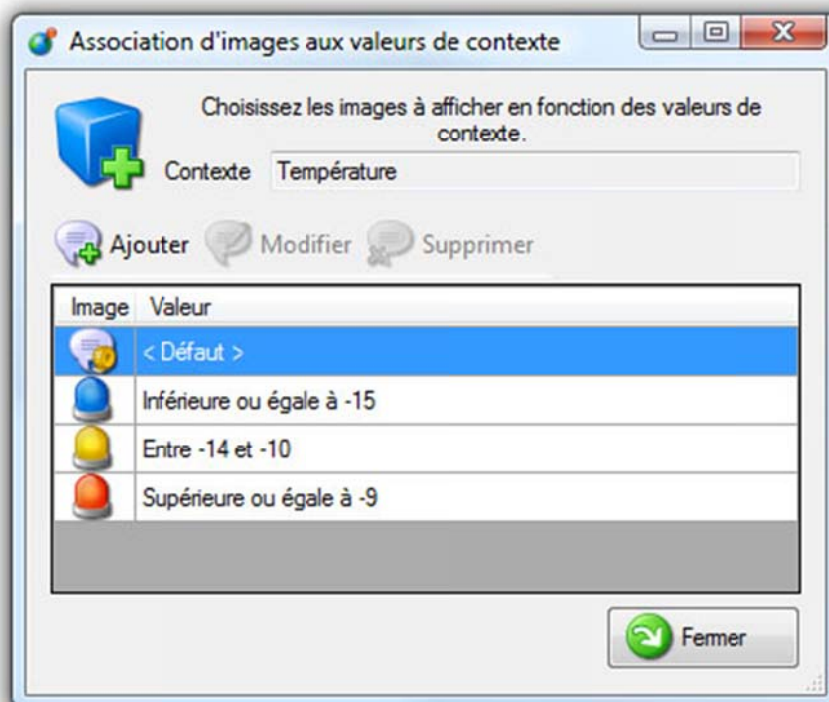 Association d'images aux valeurs de contexte
Choisissez les images à afficher en fonction des valeurs de
contexte.
Contexte Température
Ajouter Modifier Supprimer
Image Valeur
< Défaut >
Inférieure ou égale à -15
Entre -14 et -10
Supérieure ou égale à -9
Fermer